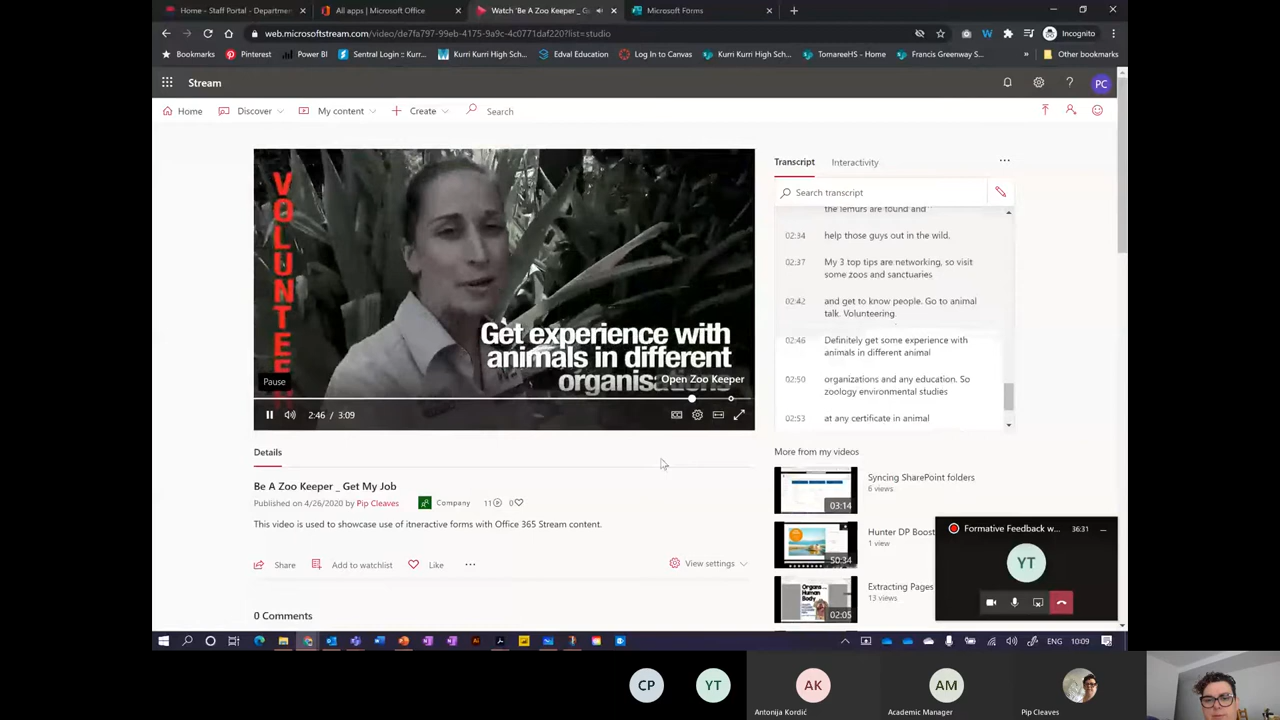 Home - Staff Portal - Departmen
All apps | Microsoft Office
Watch 'Be A Zoo Keeper _ Ge
Microsoft Forms
web.microsoftstream.com/video/de7fa797-99eb-4175-9a9c-4c0771daf220?list=studio
Incognito
Bookmarks
Pinterest
Power BI
Sentral Login :: Kurr...
Kurri Kurri High Sch...
Edval Education
Log In to Canvas
Kurri Kurri High Sch...
TomareeHS - Home
Francis Greenway S...
Other bookmarks
Stream
PC
Home
Discover
My content
Create
Search
VOLUNTEE
Get experience with
animals in different
Pause
Open Zoo Keeper
2:46 / 3:09
Transcript
Interactivity
Search transcript
the lemurs are found and
02:34 help those guys out in the wild.
02:37 My 3 top tips are networking, so visit
some zoos and sanctuaries
02:42 and get to know people. Go to animal
talk. Volunteering.
02:46 Definitely get some experience with
animals in different animal
02:50 organizations and any education. So
zoology environmental studies
02:53 at any certificate in animal
Details
Be A Zoo Keeper _ Get My Job
Published on 4/26/2020 by Pip Cleaves
Company
11
0
This video is used to showcase use of itneractive forms with Office 365 Stream content.
Share
Add to watchlist
Like
View settings
0 Comments
More from my videos
03:14
Syncing SharePoint folders
6 views
50:34
Hunter DP Boost
1 view
Organs
Human
Body
02:05
Extracting Pages
13 views
Formative Feedback w...
36:31
YT
ENG
10:09
CP
YT
AK
Antonija Kordić
AM
Academic Manager
Pip Cleaves